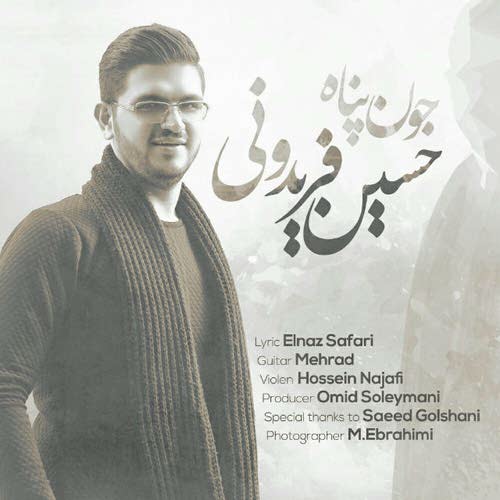 جون پناه
حسین فریدونی
Lyric Elnaz Safari
Guitar Mehrad
Violen Hossein Najafi
Producer Omid Soleymani
Special thanks to Saeed Golshani
Photographer M.Ebrahimi